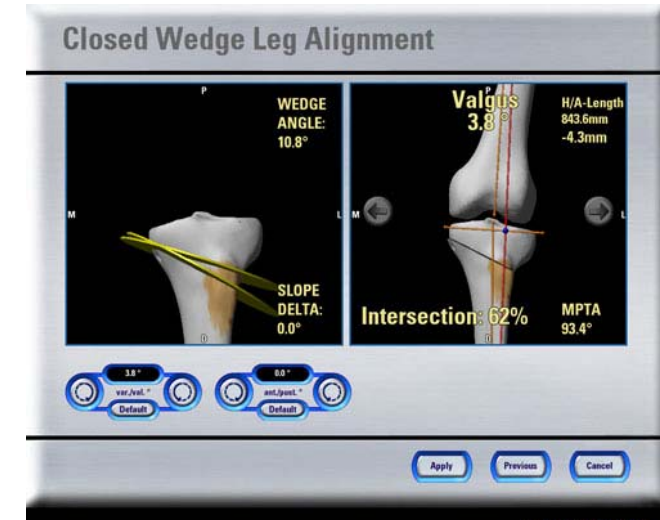 Closed Wedge Leg Alignment
P
WEDGE
ANGLE:
10.8°
M
L
SLOPE
DELTA:
0.0°
D
P
Valgus
3.8 °
H/A-Length
843.6mm
-4.3mm
M
L
Intersection: 62%
MPTA
93.4°
D
3.8 °
var./val. °
Default
0.0 °
ant./post. °
Default
Apply
Previous
Cancel